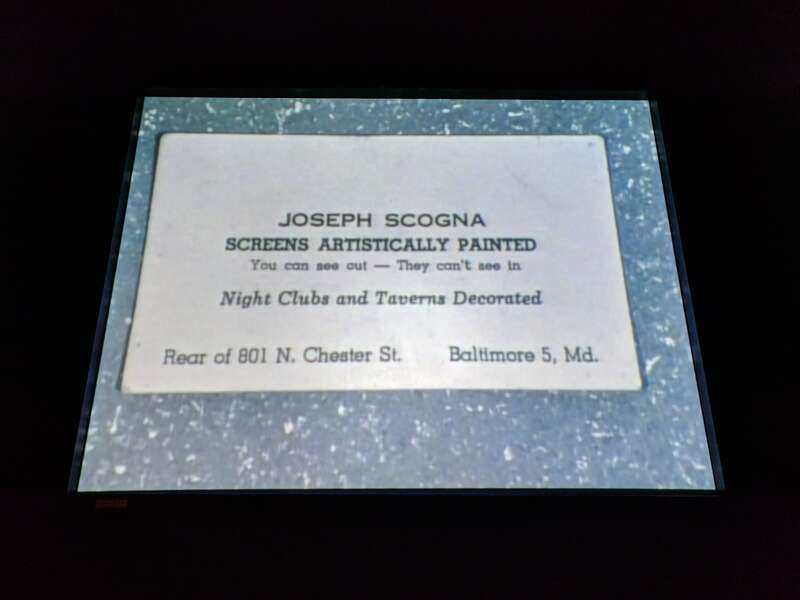 JOSEPH SCOGNA
SCREENS ARTISTICALLY PAINTED
You can see out — They can't see in
Night Clubs and Taverns Decorated
Rear of 801 N. Chester St. Baltimore 5, Md.